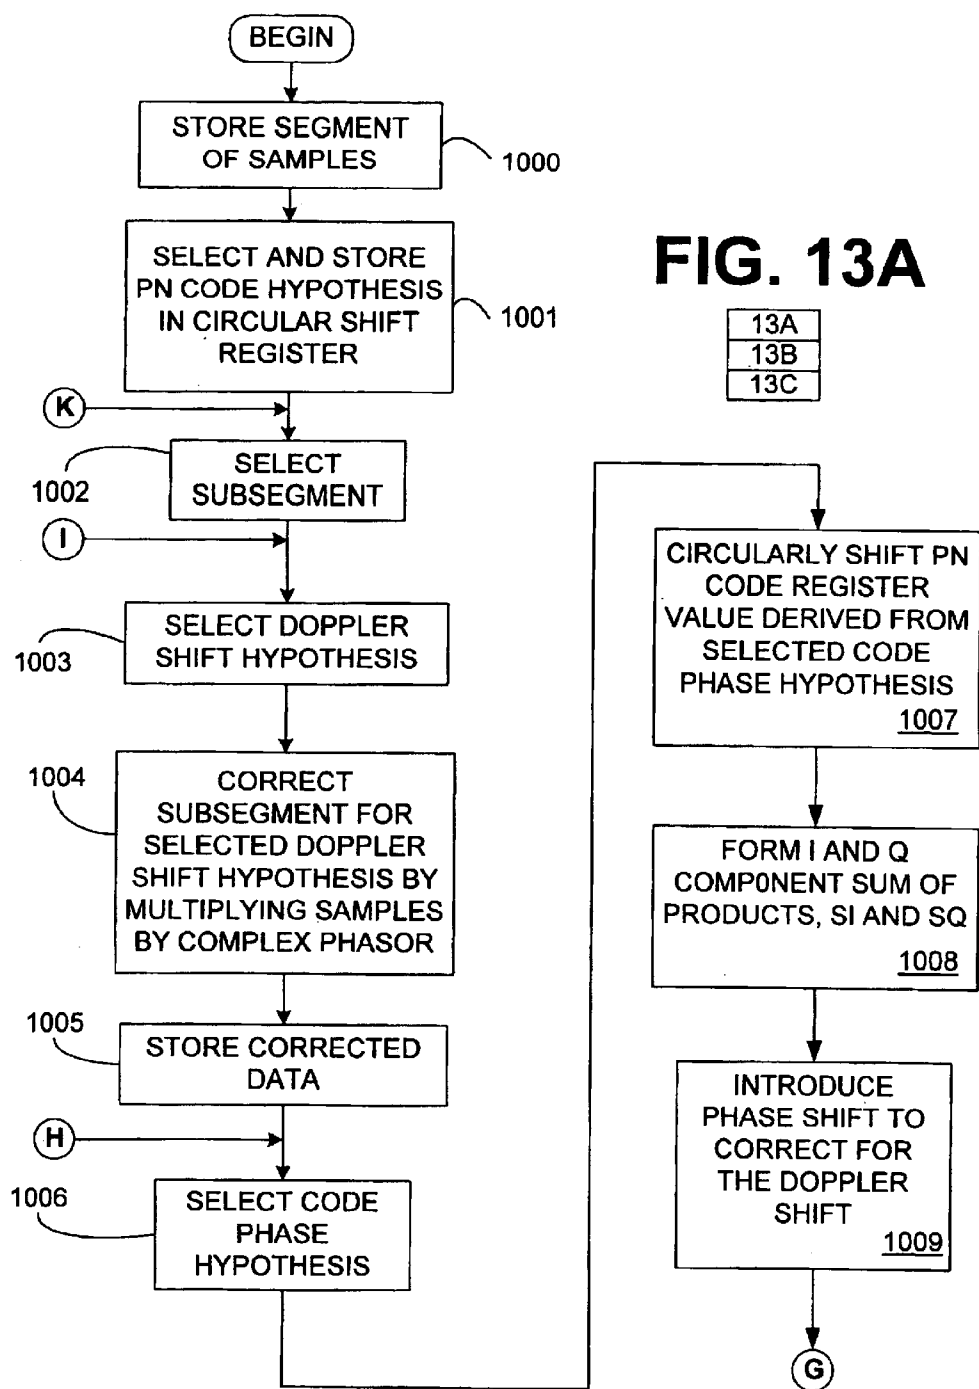 BEGIN
STORE SEGMENT
OF SAMPLES
1000
SELECT AND STORE
PN CODE HYPOTHESIS
IN CIRCULAR SHIFT
REGISTER
1001
K
SELECT
SUBSEGMENT
1002
I
SELECT DOPPLER
SHIFT HYPOTHESIS
1003
CORRECT
SUBSEGMENT FOR
SELECTED DOPPLER
SHIFT HYPOTHESIS BY
MULTIPLYING SAMPLES
BY COMPLEX PHASOR
1004
STORE CORRECTED
DATA
1005
H
SELECT CODE
PHASE
HYPOTHESIS
1006
FIG. 13A
13A
13B
13C
CIRCULARLY SHIFT PN
CODE REGISTER
VALUE DERIVED FROM
SELECTED CODE
PHASE HYPOTHESIS
1007
FORM I AND Q
COMP0NENT SUM OF
PRODUCTS, SI AND SQ
1008
INTRODUCE
PHASE SHIFT TO
CORRECT FOR
THE DOPPLER
SHIFT
1009
G